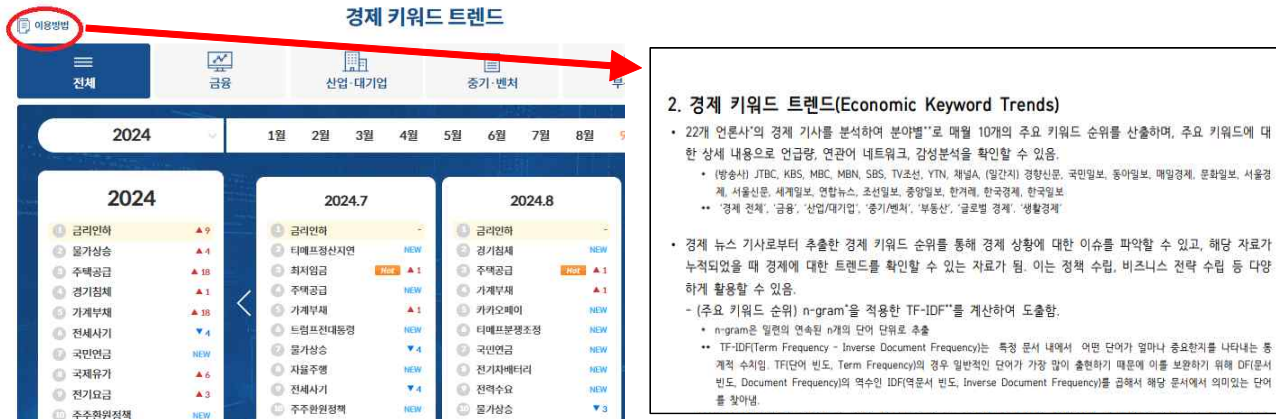 이용방법
경제 키워드 트렌드
전체
금융
산업·대기업
중기·벤처
2024
1월 2월 3월 4월 5월 6월 7월 8월 9
2024
1 금리인하 ▲9
2 물가상승 ▲4
3 주택공급 ▲18
4 경기침체 ▲1
5 가계부채 ▲18
6 전세사기 ▼4
7 국민연금 NEW
8 국제유가 ▲6
9 전기요금 ▲3
10 주주환원정책 NEW
2024.7
1 금리인하 -
2 티메프정산지연 NEW
3 최저임금 Hot ▲1
4 주택공급 NEW
5 가계부채 ▲1
6 트럼프전대통령 NEW
7 물가상승 ▼4
8 자율주행 NEW
9 전세사기 ▼4
10 주주환원정책 NEW
2024.8
1 금리인하 -
2 경기침체 NEW
3 주택공급 Hot ▲1
4 가계부채 ▲1
5 카카오페이 NEW
6 티메프분쟁조정 NEW
7 국민연금 NEW
8 전기차배터리 NEW
9 전력수요 NEW
10 물가상승 ▼3
2. 경제 키워드 트렌드(Economic Keyword Trends)
• 22개 언론사*의 경제 기사를 분석하여 분야별**로 매월 10개의 주요 키워드 순위를 산출하며, 주요 키워드에 대
한 상세 내용으로 언급량, 연관어 네트워크, 감성분석을 확인할 수 있음.
* (방송사) JTBC, KBS, MBC, MBN, SBS, TV조선, YTN, 채널A, (일간지) 경향신문, 국민일보, 동아일보, 매일경제, 문화일보, 서울경
제, 서울신문, 세계일보, 연합뉴스, 조선일보, 중앙일보, 한겨레, 한국경제, 한국일보
** '경제 전체', '금융', '산업/대기업', '중기/벤처', '부동산', '글로벌 경제'. '생활경제'
• 경제 뉴스 기사로부터 추출한 경제 키워드 순위를 통해 경제 상황에 대한 이슈를 파악할 수 있고, 해당 자료가
누적되었을 때 경제에 대한 트렌드를 확인할 수 있는 자료가 됨. 이는 정책 수립, 비즈니스 전략 수립 등 다양
하게 활용할 수 있음.
- (주요 키워드 순위) n-gram*을 적용한 TF-IDF**를 계산하여 도출함.
* n-gram은 일련의 연속된 n개의 단어 단위로 추출
** TF-IDF(Term Frequency - Inverse Document Frequency)는 특정 문서 내에서 어떤 단어가 얼마나 중요한지를 나타내는 통
계적 수치임. TF(단어 빈도, Term Frequency)의 경우 일반적인 단어가 가장 많이 출현하기 때문에 이를 보완하기 위해 DF(문서
빈도, Document Frequency)의 역수인 IDF(역문서 빈도, Inverse Document Frequency)를 곱해서 해당 문서에서 의미있는 단어
를 찾아냄.